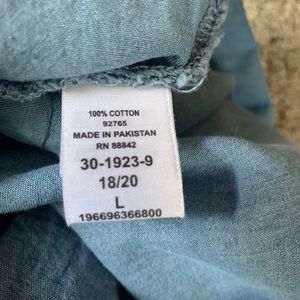 100% COTTON
92765
MADE IN PAKISTAN
RN 88842
30-1923-9
18/20
L
196696366800